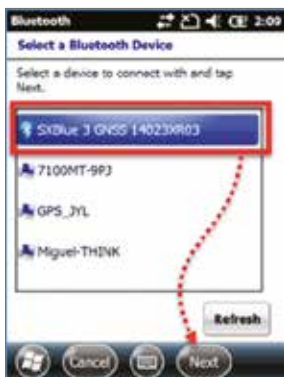 Bluetooth 2:09
Select a Bluetooth Device
Select a device to connect with and tap
Next.
SXBlue 3 GNSS 14023XR03
7100MT-9PJ
GPS_JYL
Miguel-THINK
Refresh
Cancel
Next